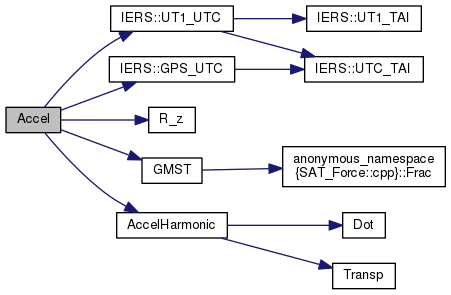 Accel
IERS::UT1_UTC
IERS::GPS_UTC
R_z
GMST
AccelHarmonic
IERS::UT1_TAI
IERS::UTC_TAI
anonymous_namespace
{SAT_Force::cpp}::Frac
Dot
Transp